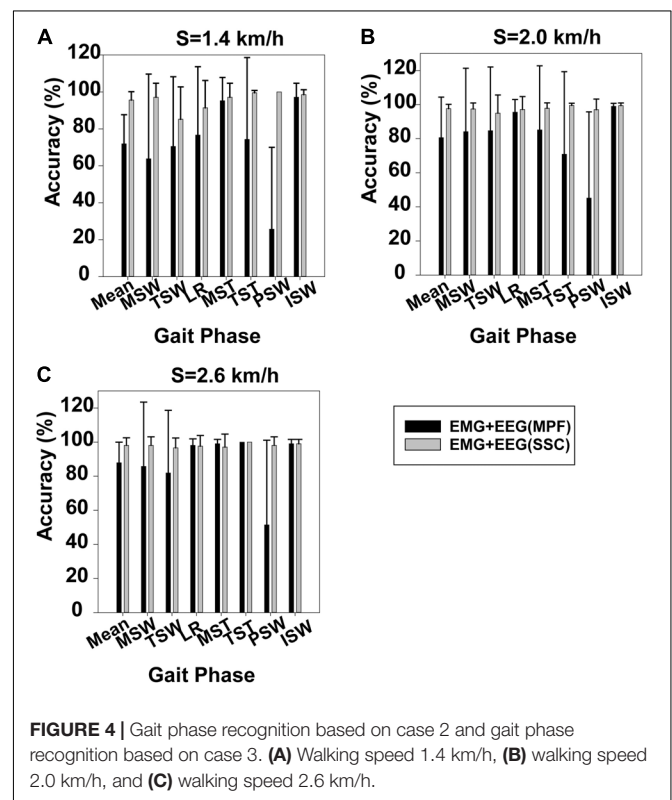 A
S=1.4 km/h
Accuracy (%)
120
100
80
60
40
20
0
Mean MSW TSW LR MST TST PSW ISW
Gait Phase
B
S=2.0 km/h
Accuracy (%)
120
100
80
60
40
20
0
Mean MSW TSW LR MST TST PSW ISW
Gait Phase
C
S=2.6 km/h
Accuracy (%)
120
100
80
60
40
20
0
Mean MSW TSW LR MST TST PSW ISW
Gait Phase
EMG+EEG(MPF)
EMG+EEG(SSC)
FIGURE 4 | Gait phase recognition based on case 2 and gait phase
recognition based on case 3. (A) Walking speed 1.4 km/h, (B) walking speed
2.0 km/h, and (C) walking speed 2.6 km/h.